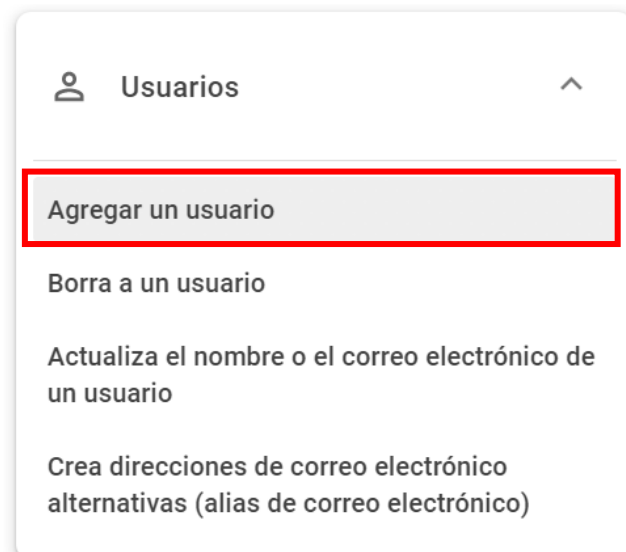 Usuarios
Agregar un usuario
Borra a un usuario
Actualiza el nombre o el correo electrónico de
un usuario
Crea direcciones de correo electrónico
alternativas (alias de correo electrónico)